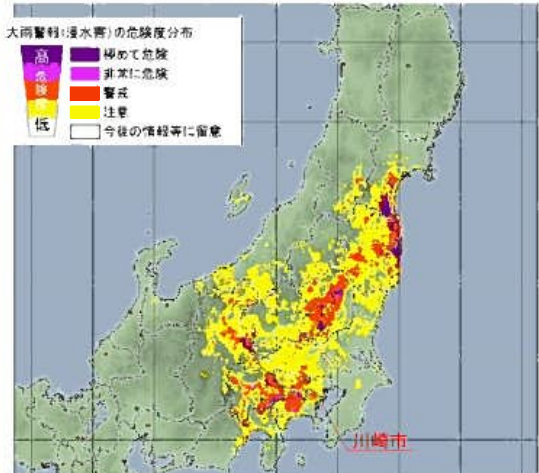 大雨警報(浸水害)の危険度分布
高
危
険
度
低
極めて危険
非常に危険
警戒
注意
今後の情報等に留意
川崎市